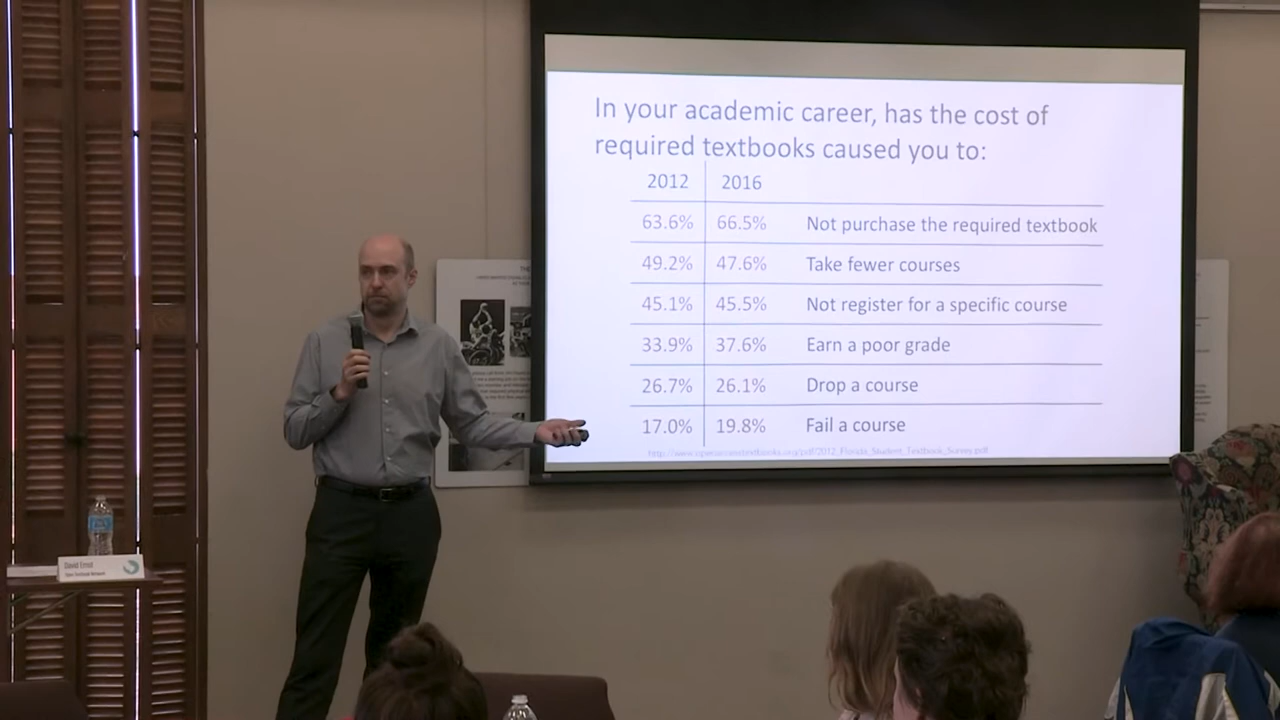 In your academic career, has the cost of
required textbooks caused you to:
2012 2016
63.6% 66.5% Not purchase the required textbook
49.2% 47.6% Take fewer courses
45.1% 45.5% Not register for a specific course
33.9% 37.6% Earn a poor grade
26.7% 26.1% Drop a course
17.0% 19.8% Fail a course
David Ernst
Open Textbook Network